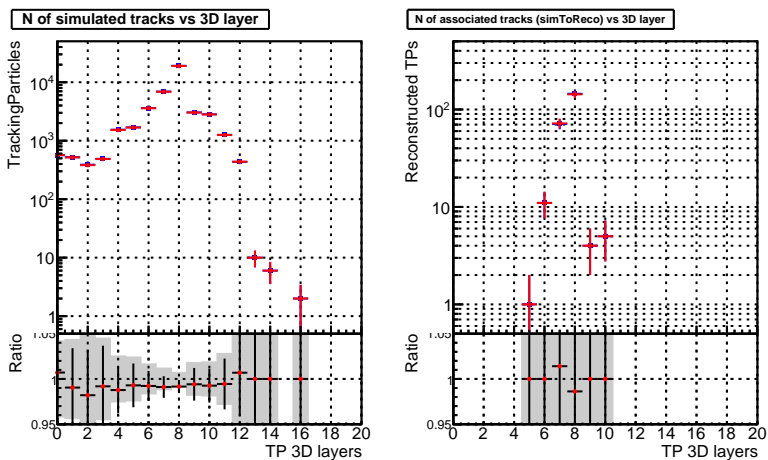 N of simulated tracks vs 3D layer
TrackingParticles
10⁴
10³
10²
10
1
Ratio
1.05
1
0.95
0 2 4 6 8 10 12 14 16 18 20
TP 3D layers
N of associated tracks (simToReco) vs 3D layer
Reconstructed TPs
10²
10
1
Ratio
1.05
1
0.95
0 2 4 6 8 10 12 14 16 18 20
TP 3D layers